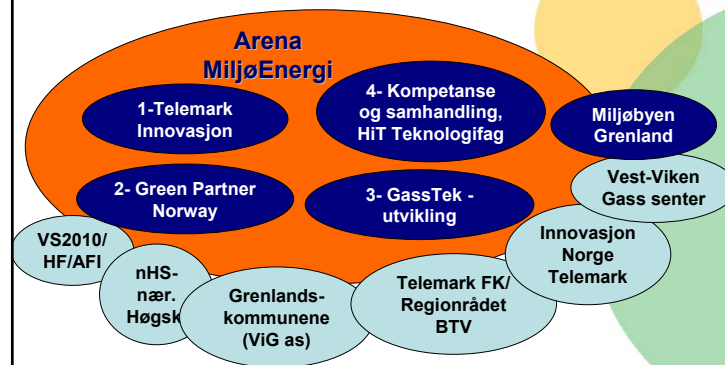 Arena
MiljøEnergi
1-Telemark
Innovasjon
4- Kompetanse
og samhandling,
HiT Teknologifag
Miljøbyen
Grenland
2- Green Partner
Norway
3- GassTek -
utvikling
Vest-Viken
Gass senter
VS2010/
HF/AFI
nHS-
nær.
Høgsk
Grenlands-
kommunene
(ViG as)
Telemark FK/
Regionrådet
BTV
Innovasjon
Norge
Telemark